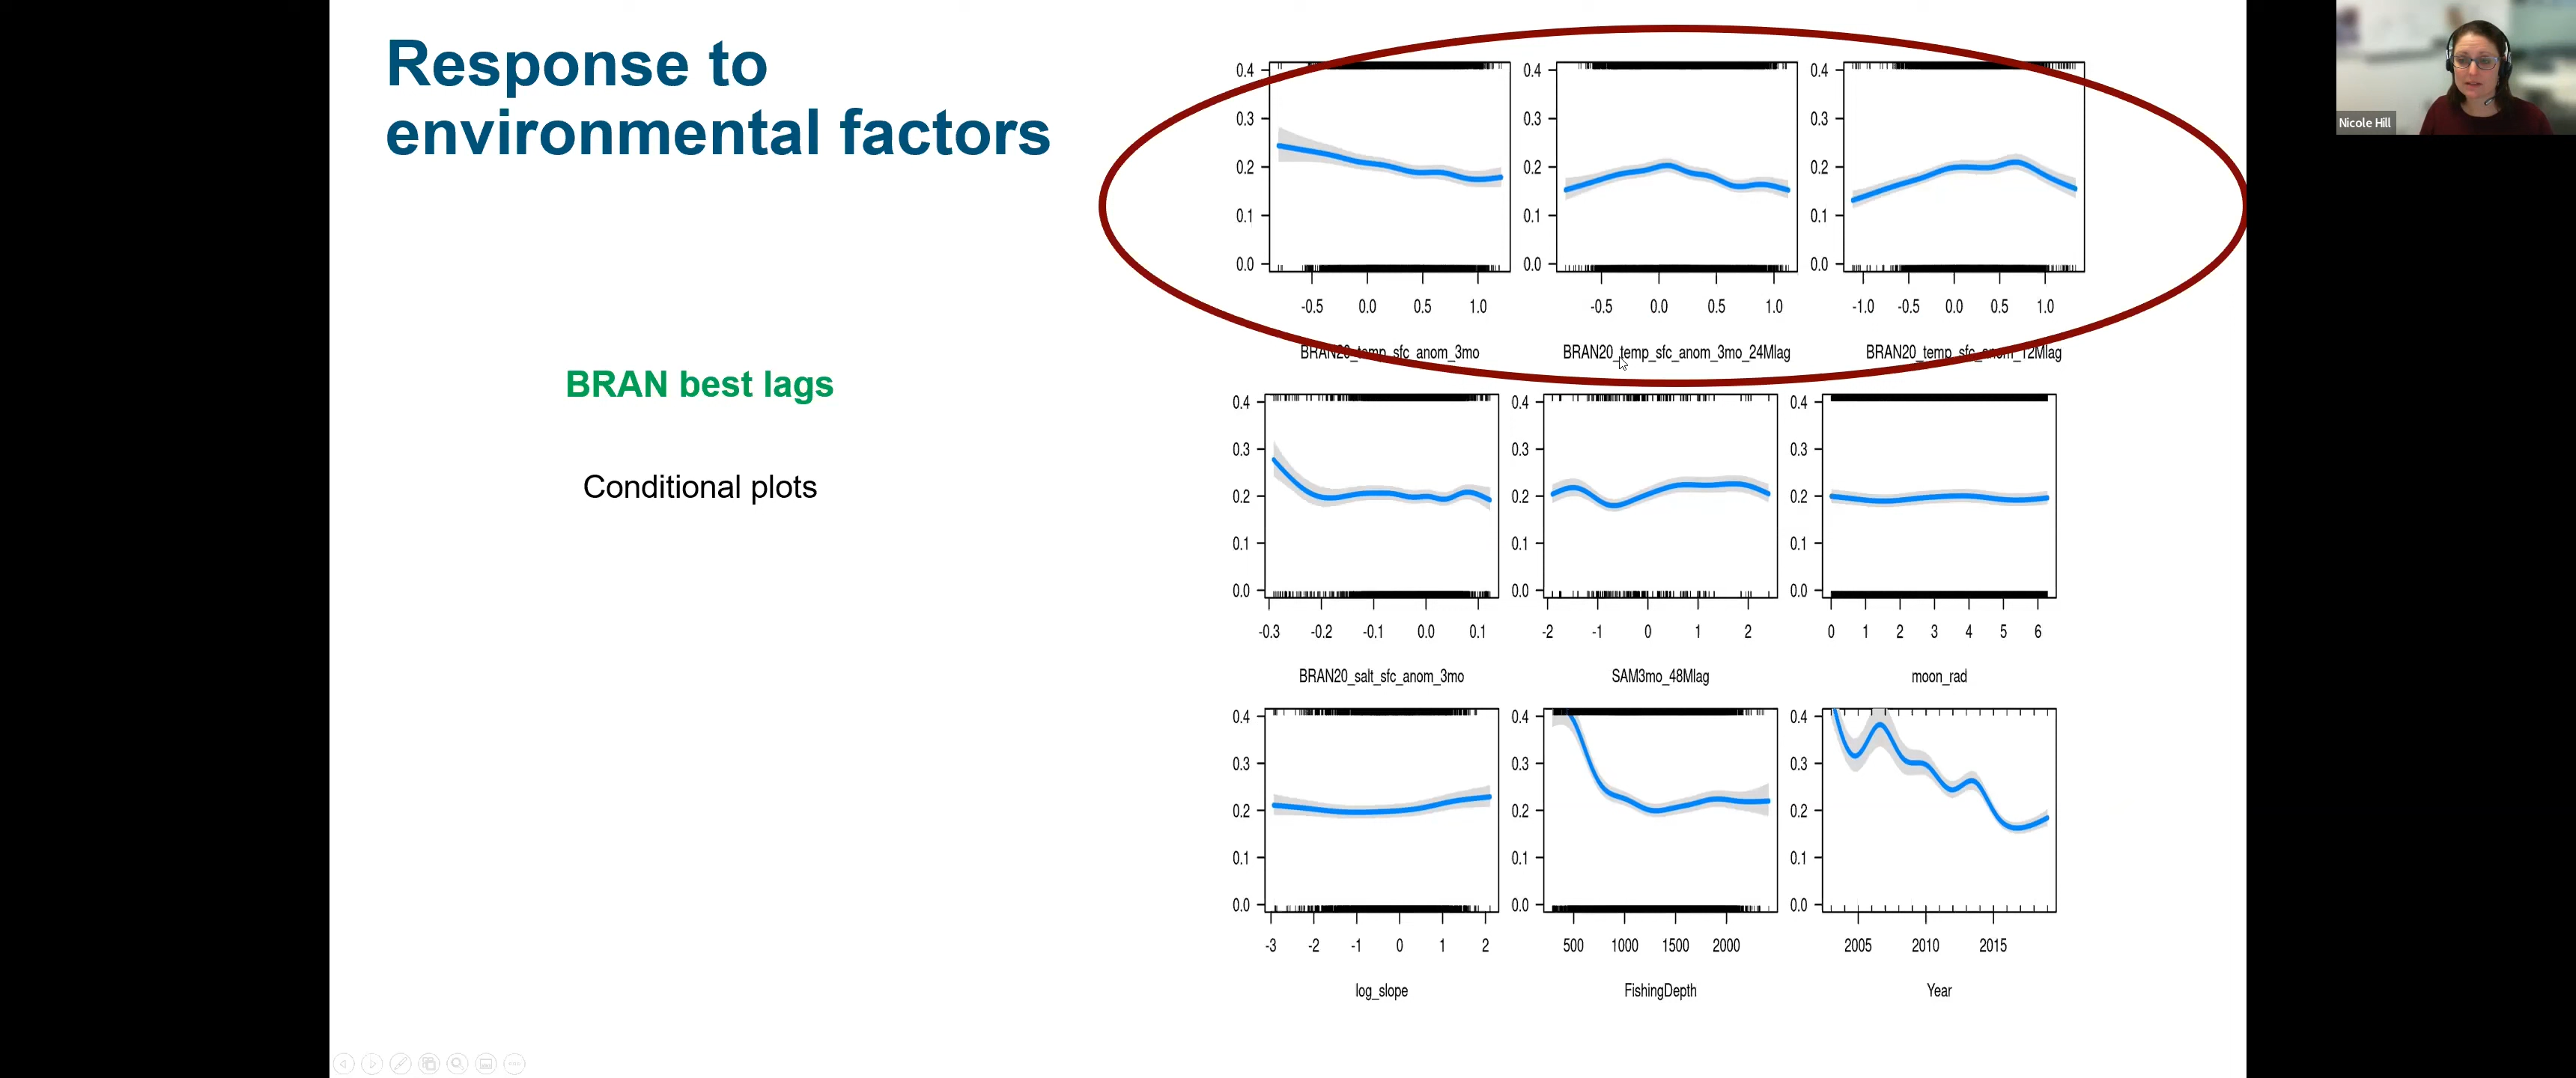 Response to
environmental factors
BRAN best lags
Conditional plots
Nicole Hill
0.4 0.3 0.2 0.1 0.0
-0.5 0.0 0.5 1.0
BRAN20_temp_sfc_anom_3mo
0.4 0.3 0.2 0.1 0.0
-0.5 0.0 0.5 1.0
BRAN20_temp_sfc_anom_3mo_24Mlag
0.4 0.3 0.2 0.1 0.0
-1.0 -0.5 0.0 0.5 1.0
BRAN20_temp_sfc_anom_12Mlag
0.4 0.3 0.2 0.1 0.0
-0.3 -0.2 -0.1 0.0 0.1
BRAN20_salt_sfc_anom_3mo
0.4 0.3 0.2 0.1 0.0
-2 -1 0 1 2
SAM3mo_48Mlag
0.4 0.3 0.2 0.1 0.0
0 1 2 3 4 5 6
moon_rad
0.4 0.3 0.2 0.1 0.0
-3 -2 -1 0 1 2
log_slope
0.4 0.3 0.2 0.1 0.0
500 1000 1500 2000
FishingDepth
0.4 0.3 0.2 0.1 0.0
2005 2010 2015
Year